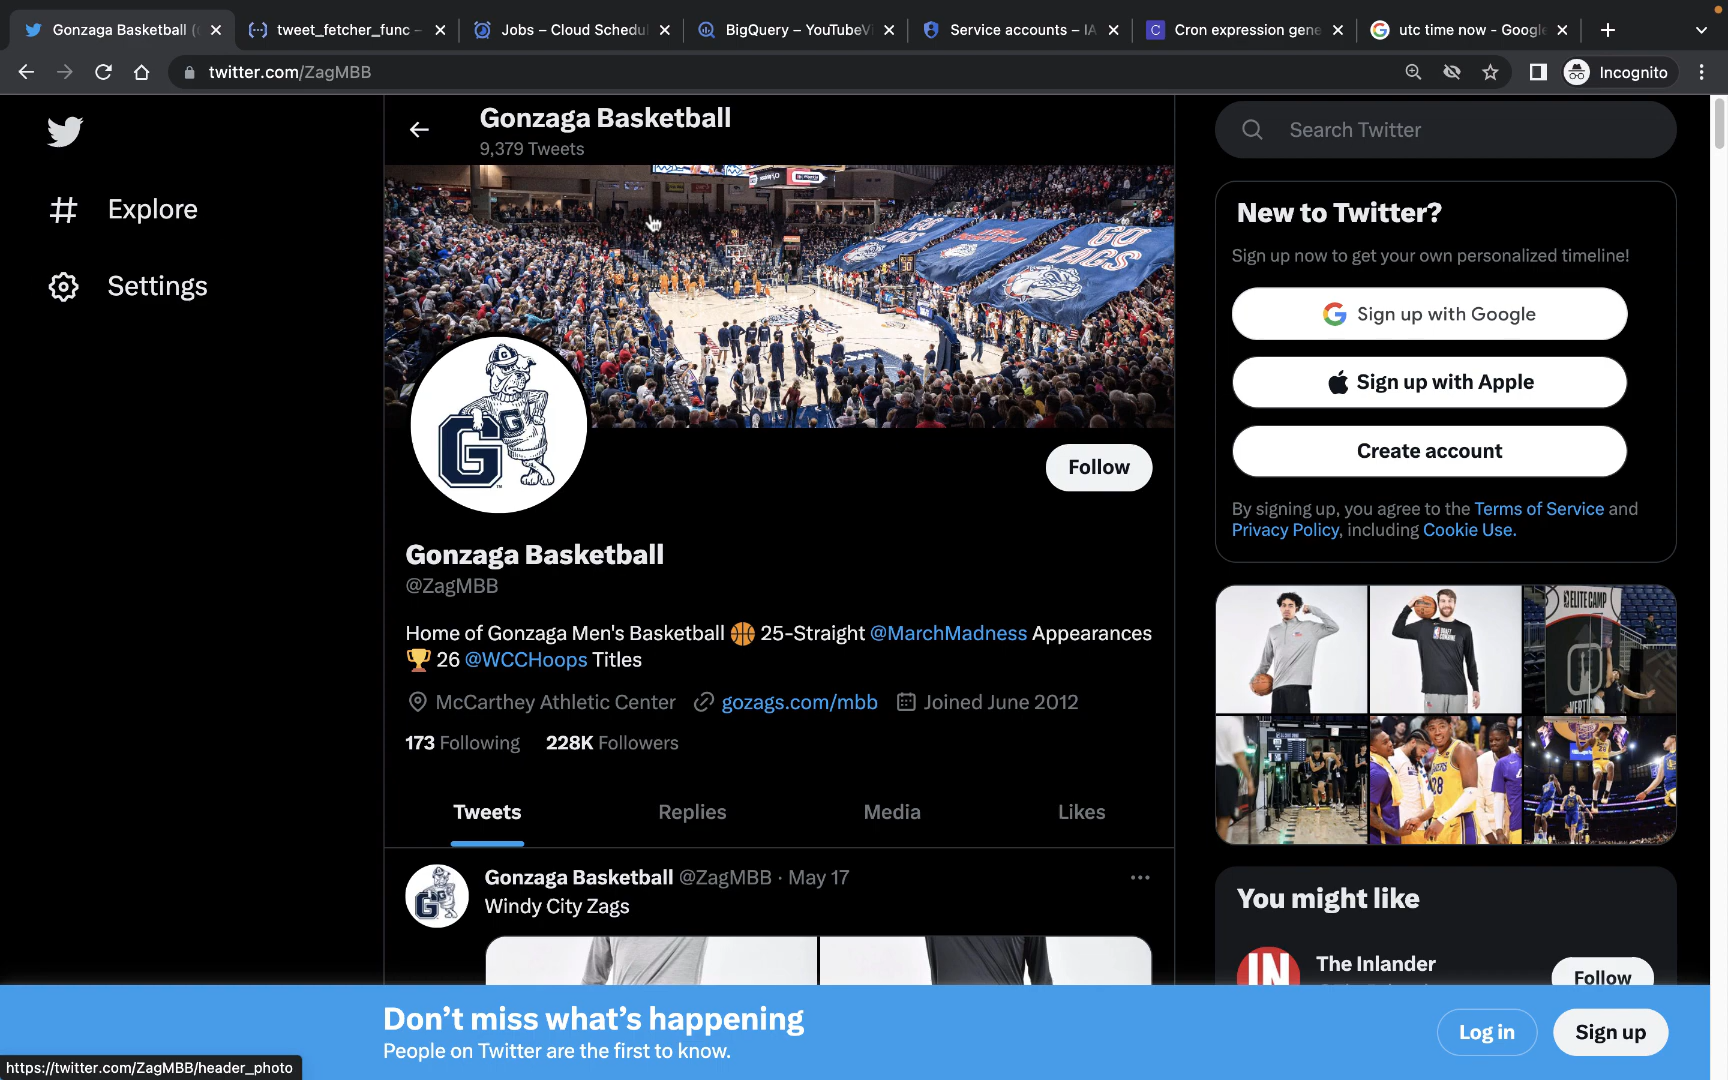 Gonzaga Basketball (
tweet_fetcher_func –
Jobs – Cloud Schedul
BigQuery – YouTubeVi
Service accounts – IA
Cron expression gene
utc time now - Google
twitter.com/ZagMBB
Incognito
Explore
Settings
Gonzaga Basketball
9,379 Tweets
GO ZAGS
Follow
Gonzaga Basketball
@ZagMBB
Home of Gonzaga Men's Basketball 🏀 25-Straight @MarchMadness Appearances
🏆 26 @WCCHoops Titles
McCarthey Athletic Center gozags.com/mbb Joined June 2012
173 Following 228K Followers
Tweets Replies Media Likes
Gonzaga Basketball @ZagMBB · May 17
Windy City Zags
Search Twitter
New to Twitter?
Sign up now to get your own personalized timeline!
Sign up with Google
Sign up with Apple
Create account
By signing up, you agree to the Terms of Service and
Privacy Policy, including Cookie Use.
ELITE CAMP
You might like
IN
The Inlander
Follow
Don't miss what's happening
People on Twitter are the first to know.
Log in
Sign up
https://twitter.com/ZagMBB/header_photo